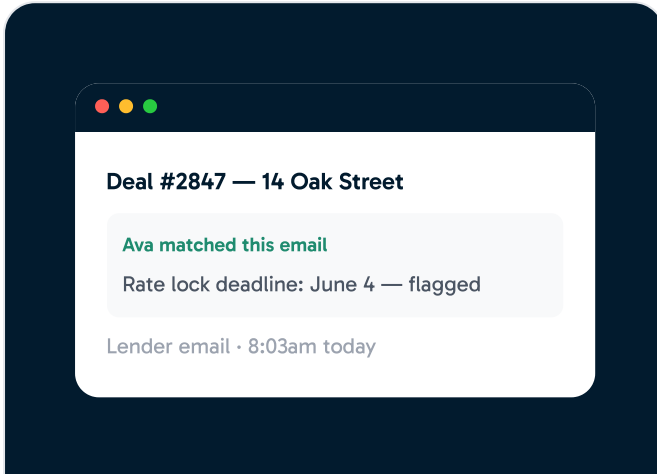 Deal #2847 — 14 Oak Street
Ava matched this email
Rate lock deadline: June 4 — flagged
Lender email · 8:03am today